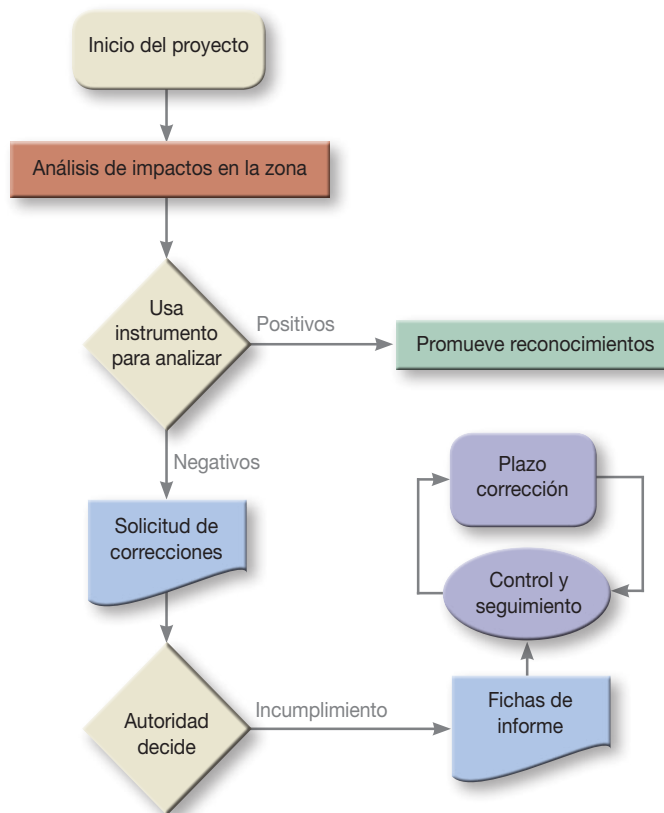 Inicio del proyecto
Análisis de impactos en la zona
Usa
instrumento
para analizar
Positivos
Promueve reconocimientos
Negativos
Solicitud de
correcciones
Plazo
corrección
Control y
seguimiento
Autoridad
decide
Incumplimiento
Fichas de
informe